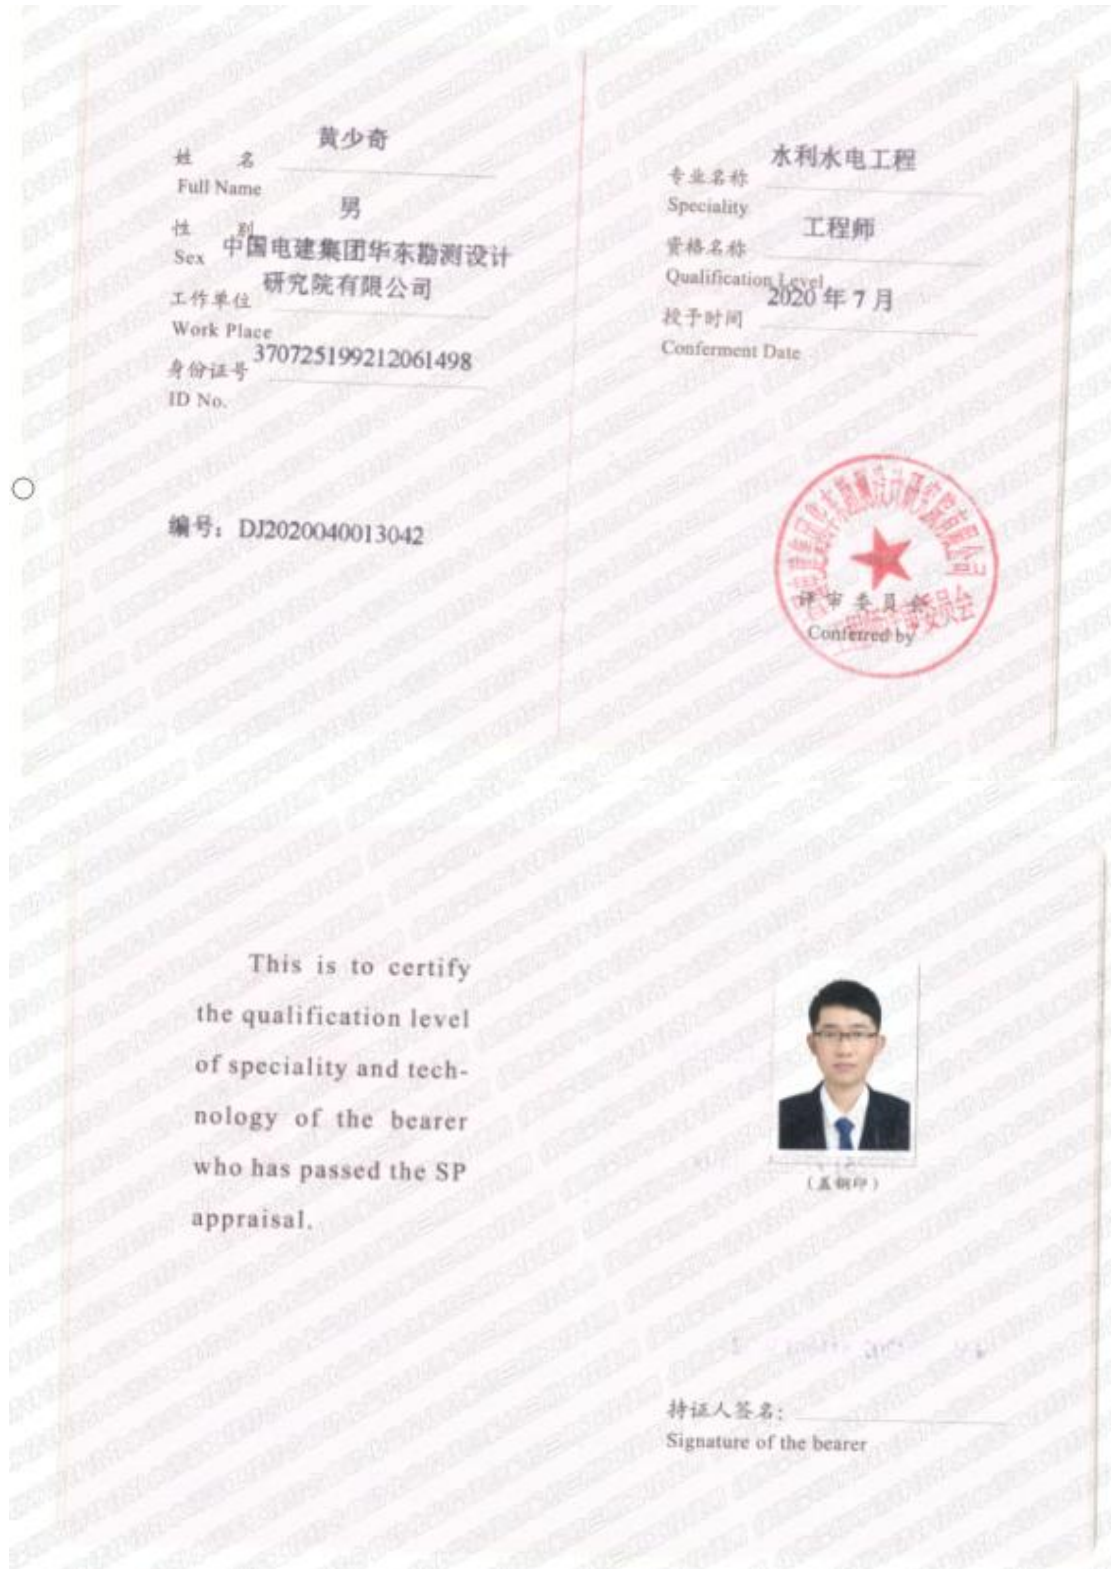 黄少奇
姓 名
Full Name
男
性 别
Sex
中国电建集团华东勘测设计
研究院有限公司
工作单位
Work Place
370725199212061498
身份证号
ID No.
编号：DJ2020040013042
水利水电工程
专业名称
Speciality
工程师
资格名称
Qualification Level
2020 年 7 月
授予时间
Conferment Date
评审委员会
Conferred by
This is to certify
the qualification level
of speciality and tech-
nology of the bearer
who has passed the SP
appraisal.
（盖钢印）
持证人签名：
Signature of the bearer